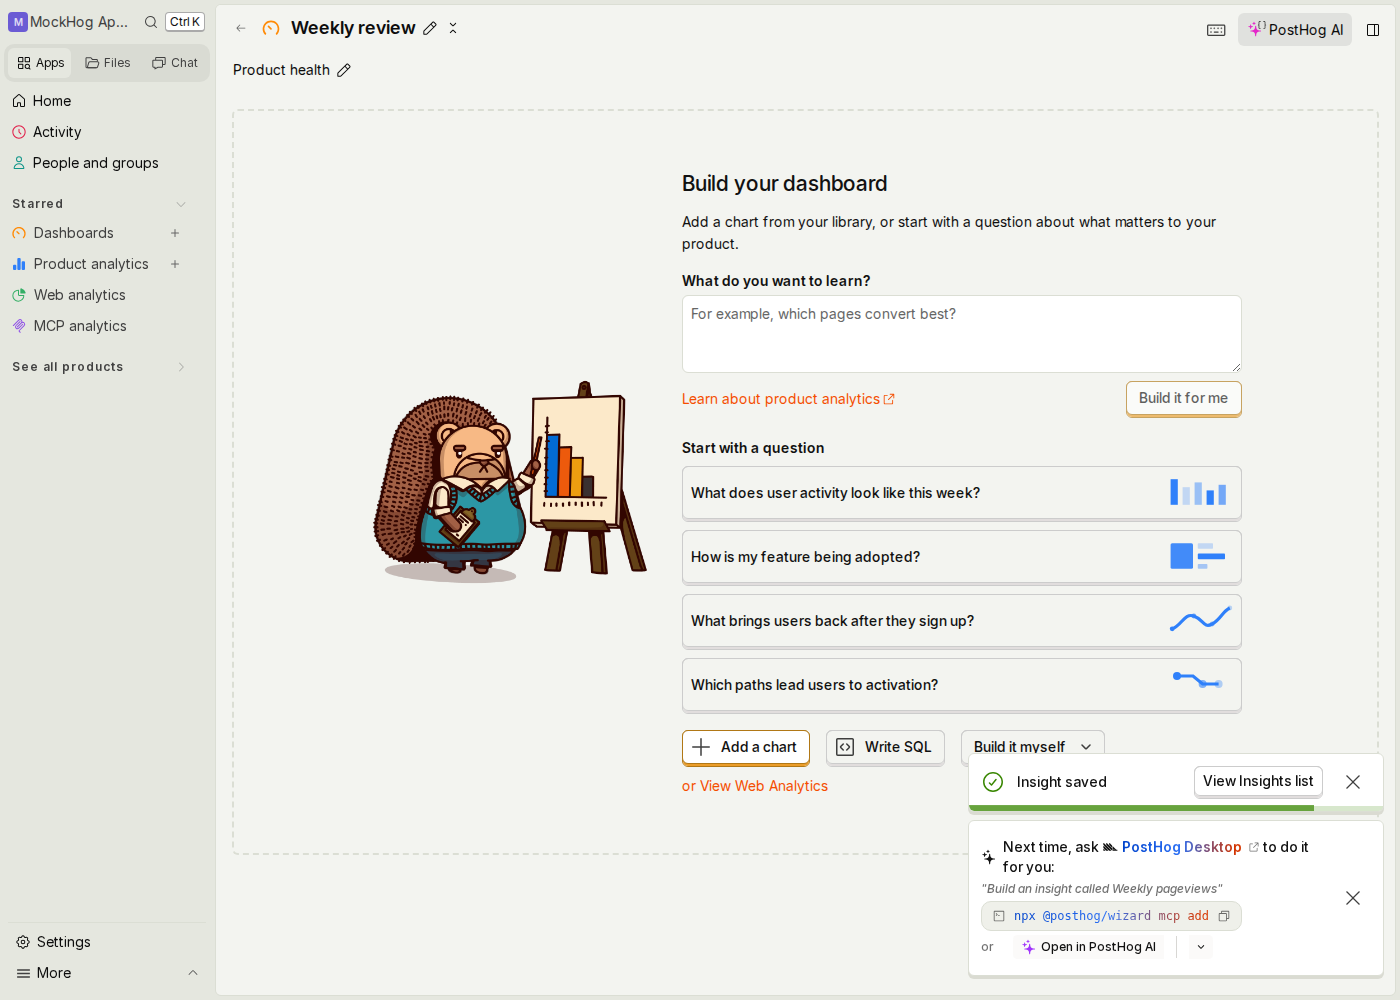 M MockHog Ap... Ctrl K
Apps Files Chat
Home
Activity
People and groups
Starred
Dashboards
Product analytics
Web analytics
MCP analytics
See all products
Settings
More
Weekly review
PostHog AI
Product health
Build your dashboard
Add a chart from your library, or start with a question about what matters to your
product.
What do you want to learn?
For example, which pages convert best?
Learn about product analytics
Build it for me
Start with a question
What does user activity look like this week?
How is my feature being adopted?
What brings users back after they sign up?
Which paths lead users to activation?
Add a chart Write SQL Build it myself
or View Web Analytics
Insight saved View Insights list
Next time, ask PostHog Desktop to do it
for you:
"Build an insight called Weekly pageviews"
npx @posthog/wizard mcp add
or Open in PostHog AI